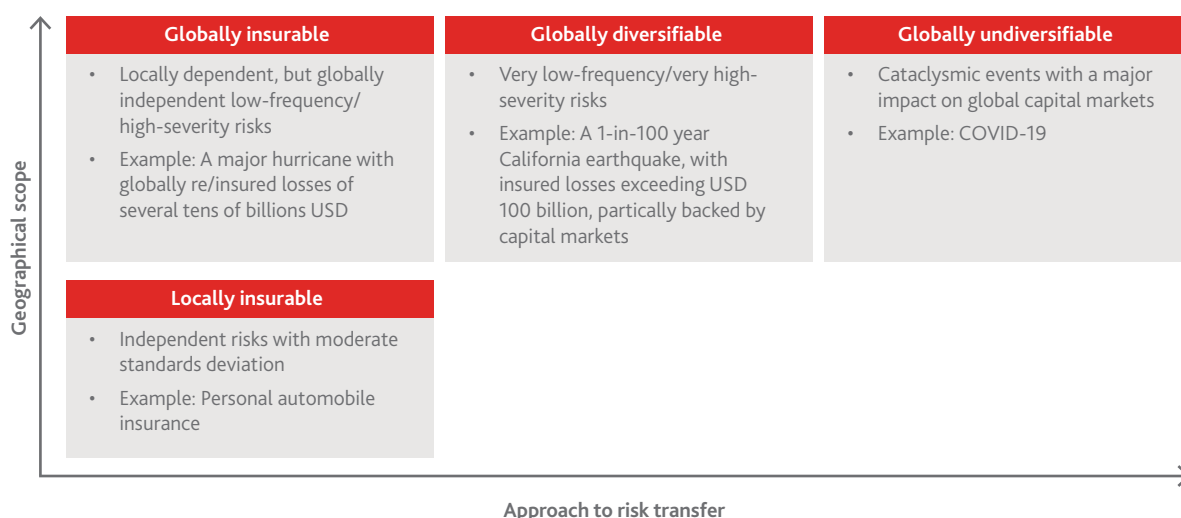 Geographical scope
Globally insurable
• Locally dependent, but globally
independent low-frequency/
high-severity risks
• Example: A major hurricane with
globally re/insured losses of
several tens of billions USD
Globally diversifiable
• Very low-frequency/very high-
severity risks
• Example: A 1-in-100 year
California earthquake, with
insured losses exceeding USD
100 billion, partically backed by
capital markets
Globally undiversifiable
• Cataclysmic events with a major
impact on global capital markets
• Example: COVID-19
Locally insurable
• Independent risks with moderate
standards deviation
• Example: Personal automobile
insurance
Approach to risk transfer